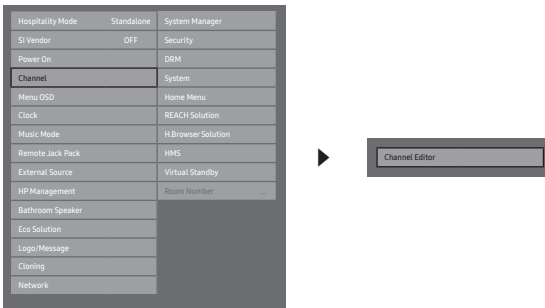 Hospitality Mode Standalone System Manager
SI Vendor OFF Security
Power On DRM
Channel System
Menu OSD Home Menu
Clock REACH Solution
Music Mode H.Browser Solution
Remote Jack Pack HMS
External Source Virtual Standby
HP Management Room Number ...
Bathroom Speaker
Eco Solution
Logo/Message
Cloning
Network
Channel Editor